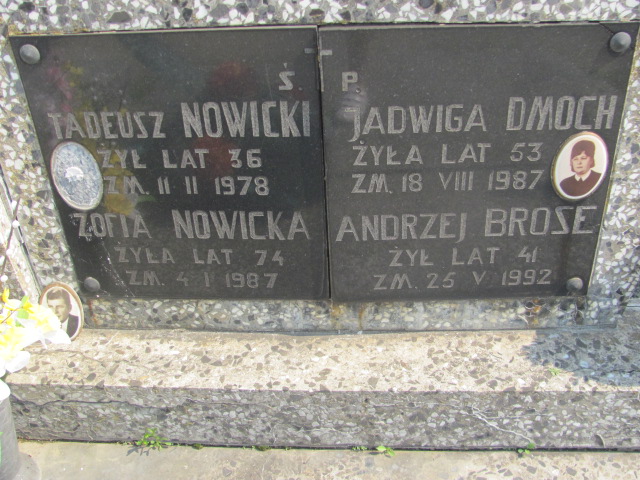 Ś † P.
TADEUSZ NOWICKI
ŻYŁ LAT 36
ZM. 11 II 1978
ZOFIA NOWICKA
ŻYŁA LAT 74
ZM. 4 I 1987
JADWIGA DMOCH
ŻYŁA LAT 53
ZM. 18 VIII 1987
ANDRZEJ BROSE
ŻYŁ LAT 41
ZM. 25 V 1992